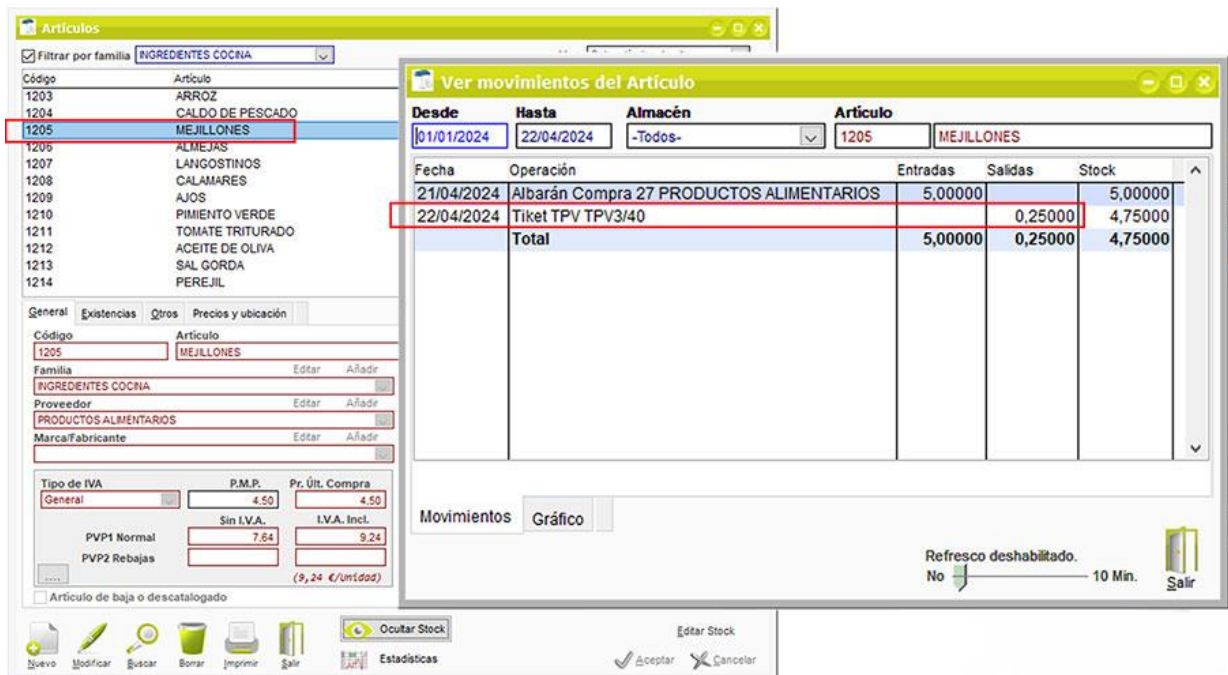 Artículos
Filtrar por familia INGREDIENTES COCINA
Código Artículo
1203 ARROZ
1204 CALDO DE PESCADO
1205 MEJILLONES
1206 ALMEJAS
1207 LANGOSTINOS
1208 CALAMARES
1209 AJOS
1210 PIMIENTO VERDE
1211 TOMATE TRITURADO
1212 ACEITE DE OLIVA
1213 SAL GORDA
1214 PEREJIL
General Existencias Otros Precios y ubicación
Código Artículo
1205 MEJILLONES
Familia Editar Añadir
INGREDIENTES COCINA
Proveedor Editar Añadir
PRODUCTOS ALIMENTARIOS
Marca/Fabricante Editar Añadir
Tipo de IVA P.M.P. Pr. Últ. Compra
General 4,50 4,50
Sin I.V.A. I.V.A. Incl.
PVP1 Normal 7,64 9,24
PVP2 Rebajas
.... (9,24 €/Unidad)
Artículo de baja o descatalogado
Ocultar Stock Editar Stock
Nuevo Modificar Buscar Borrar Imprimir Salir Estadísticas Aceptar Cancelar
Ver movimientos del Artículo
Desde Hasta Almacén Artículo
01/01/2024 22/04/2024 -Todos- 1205 MEJILLONES
Fecha Operación Entradas Salidas Stock
21/04/2024 Albarán Compra 27 PRODUCTOS ALIMENTARIOS 5,00000 5,00000
22/04/2024 Tiket TPV TPV3/40 0,25000 4,75000
Total 5,00000 0,25000 4,75000
Movimientos Gráfico
Refresco deshabilitado.
No 10 Min.
Salir